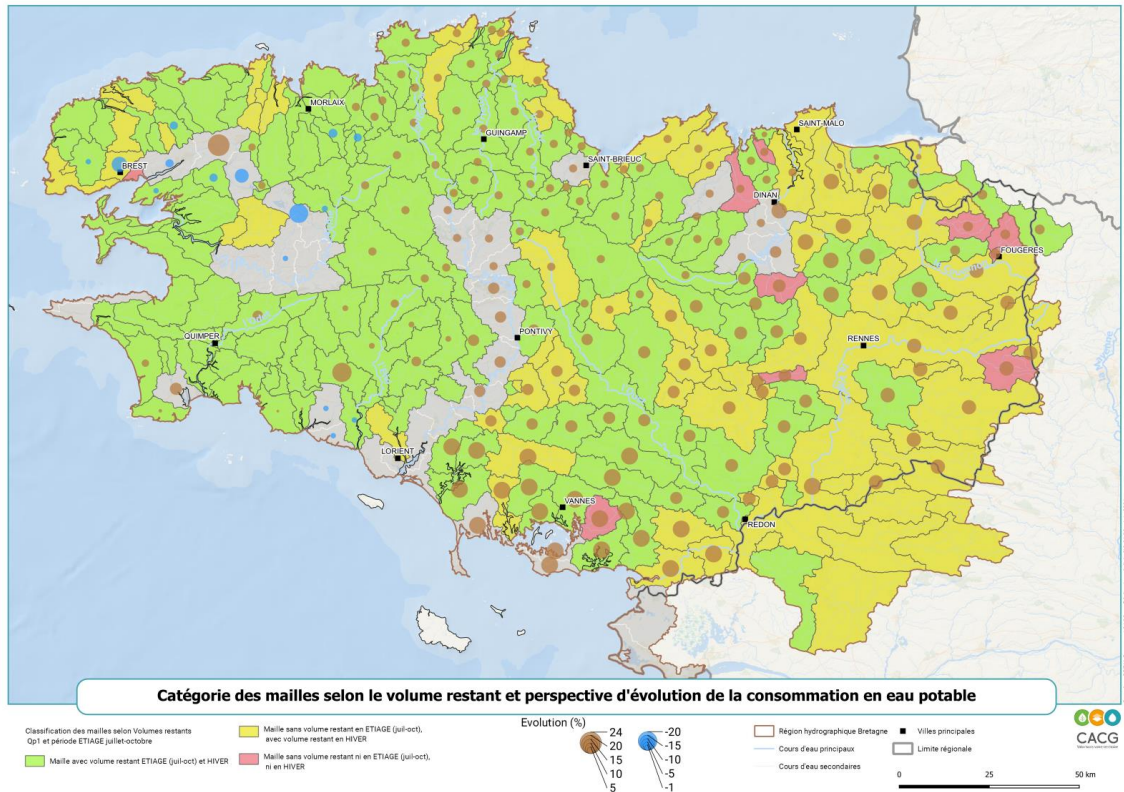 MORLAIX
SAINT-MALO
GUINGAMP
SAINT-BRIEUC
BREST
DINAN
FOUGERES
QUIMPER
PONTIVY
RENNES
LORIENT
VANNES
REDON
Catégorie des mailles selon le volume restant et perspective d'évolution de la consommation en eau potable
Classification des mailles selon Volumes restants
Qp1 et période ETIAGE juillet-octobre
Maille avec volume restant ETIAGE (juil-oct) et HIVER
Maille sans volume restant en ETIAGE (juil-oct),
avec volume restant en HIVER
Maille sans volume restant ni en ETIAGE (juil-oct),
ni en HIVER
Evolution (%)
24
20
15
10
5
-20
-15
-10
-5
-1
Région hydrographique Bretagne
Cours d'eau principaux
Cours d'eau secondaires
Villes principales
Limite régionale
0 25 50 km
CACG